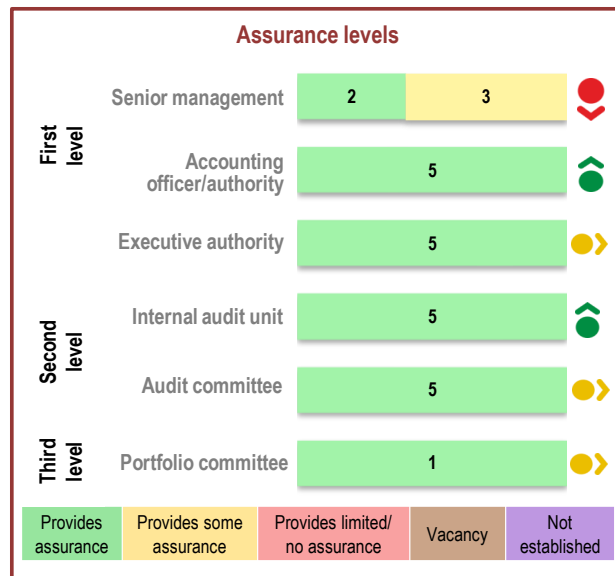 Assurance levels
First
level
Senior management
2
3
Accounting
officer/authority
5
Executive authority
5
Second
level
Internal audit unit
5
Audit committee
5
Third
level
Portfolio committee
1
Provides
assurance
Provides some
assurance
Provides limited/
no assurance
Vacancy
Not
established